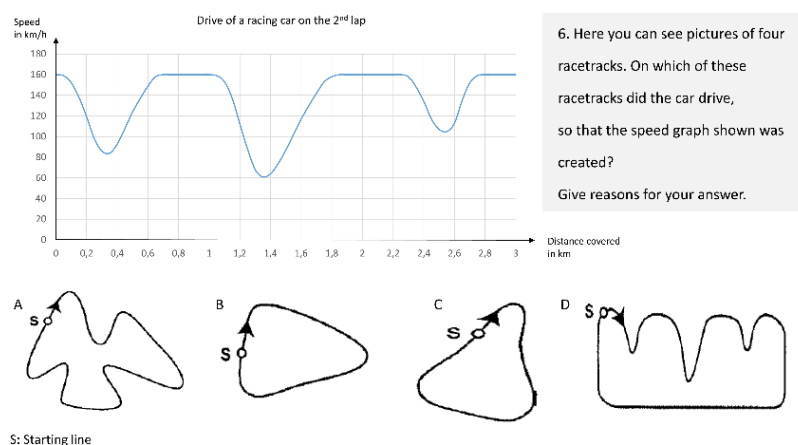 Speed
in km/h
Drive of a racing car on the 2nd lap
180
160
140
120
100
80
60
40
20
0
0 0,2 0,4 0,6 0,8 1 1,2 1,4 1,6 1,8 2 2,2 2,4 2,6 2,8 3
Distance covered
in km
6. Here you can see pictures of four
racetracks. On which of these
racetracks did the car drive,
so that the speed graph shown was
created?
Give reasons for your answer.
A
S
B
S
C
S
D
S
S: Starting line